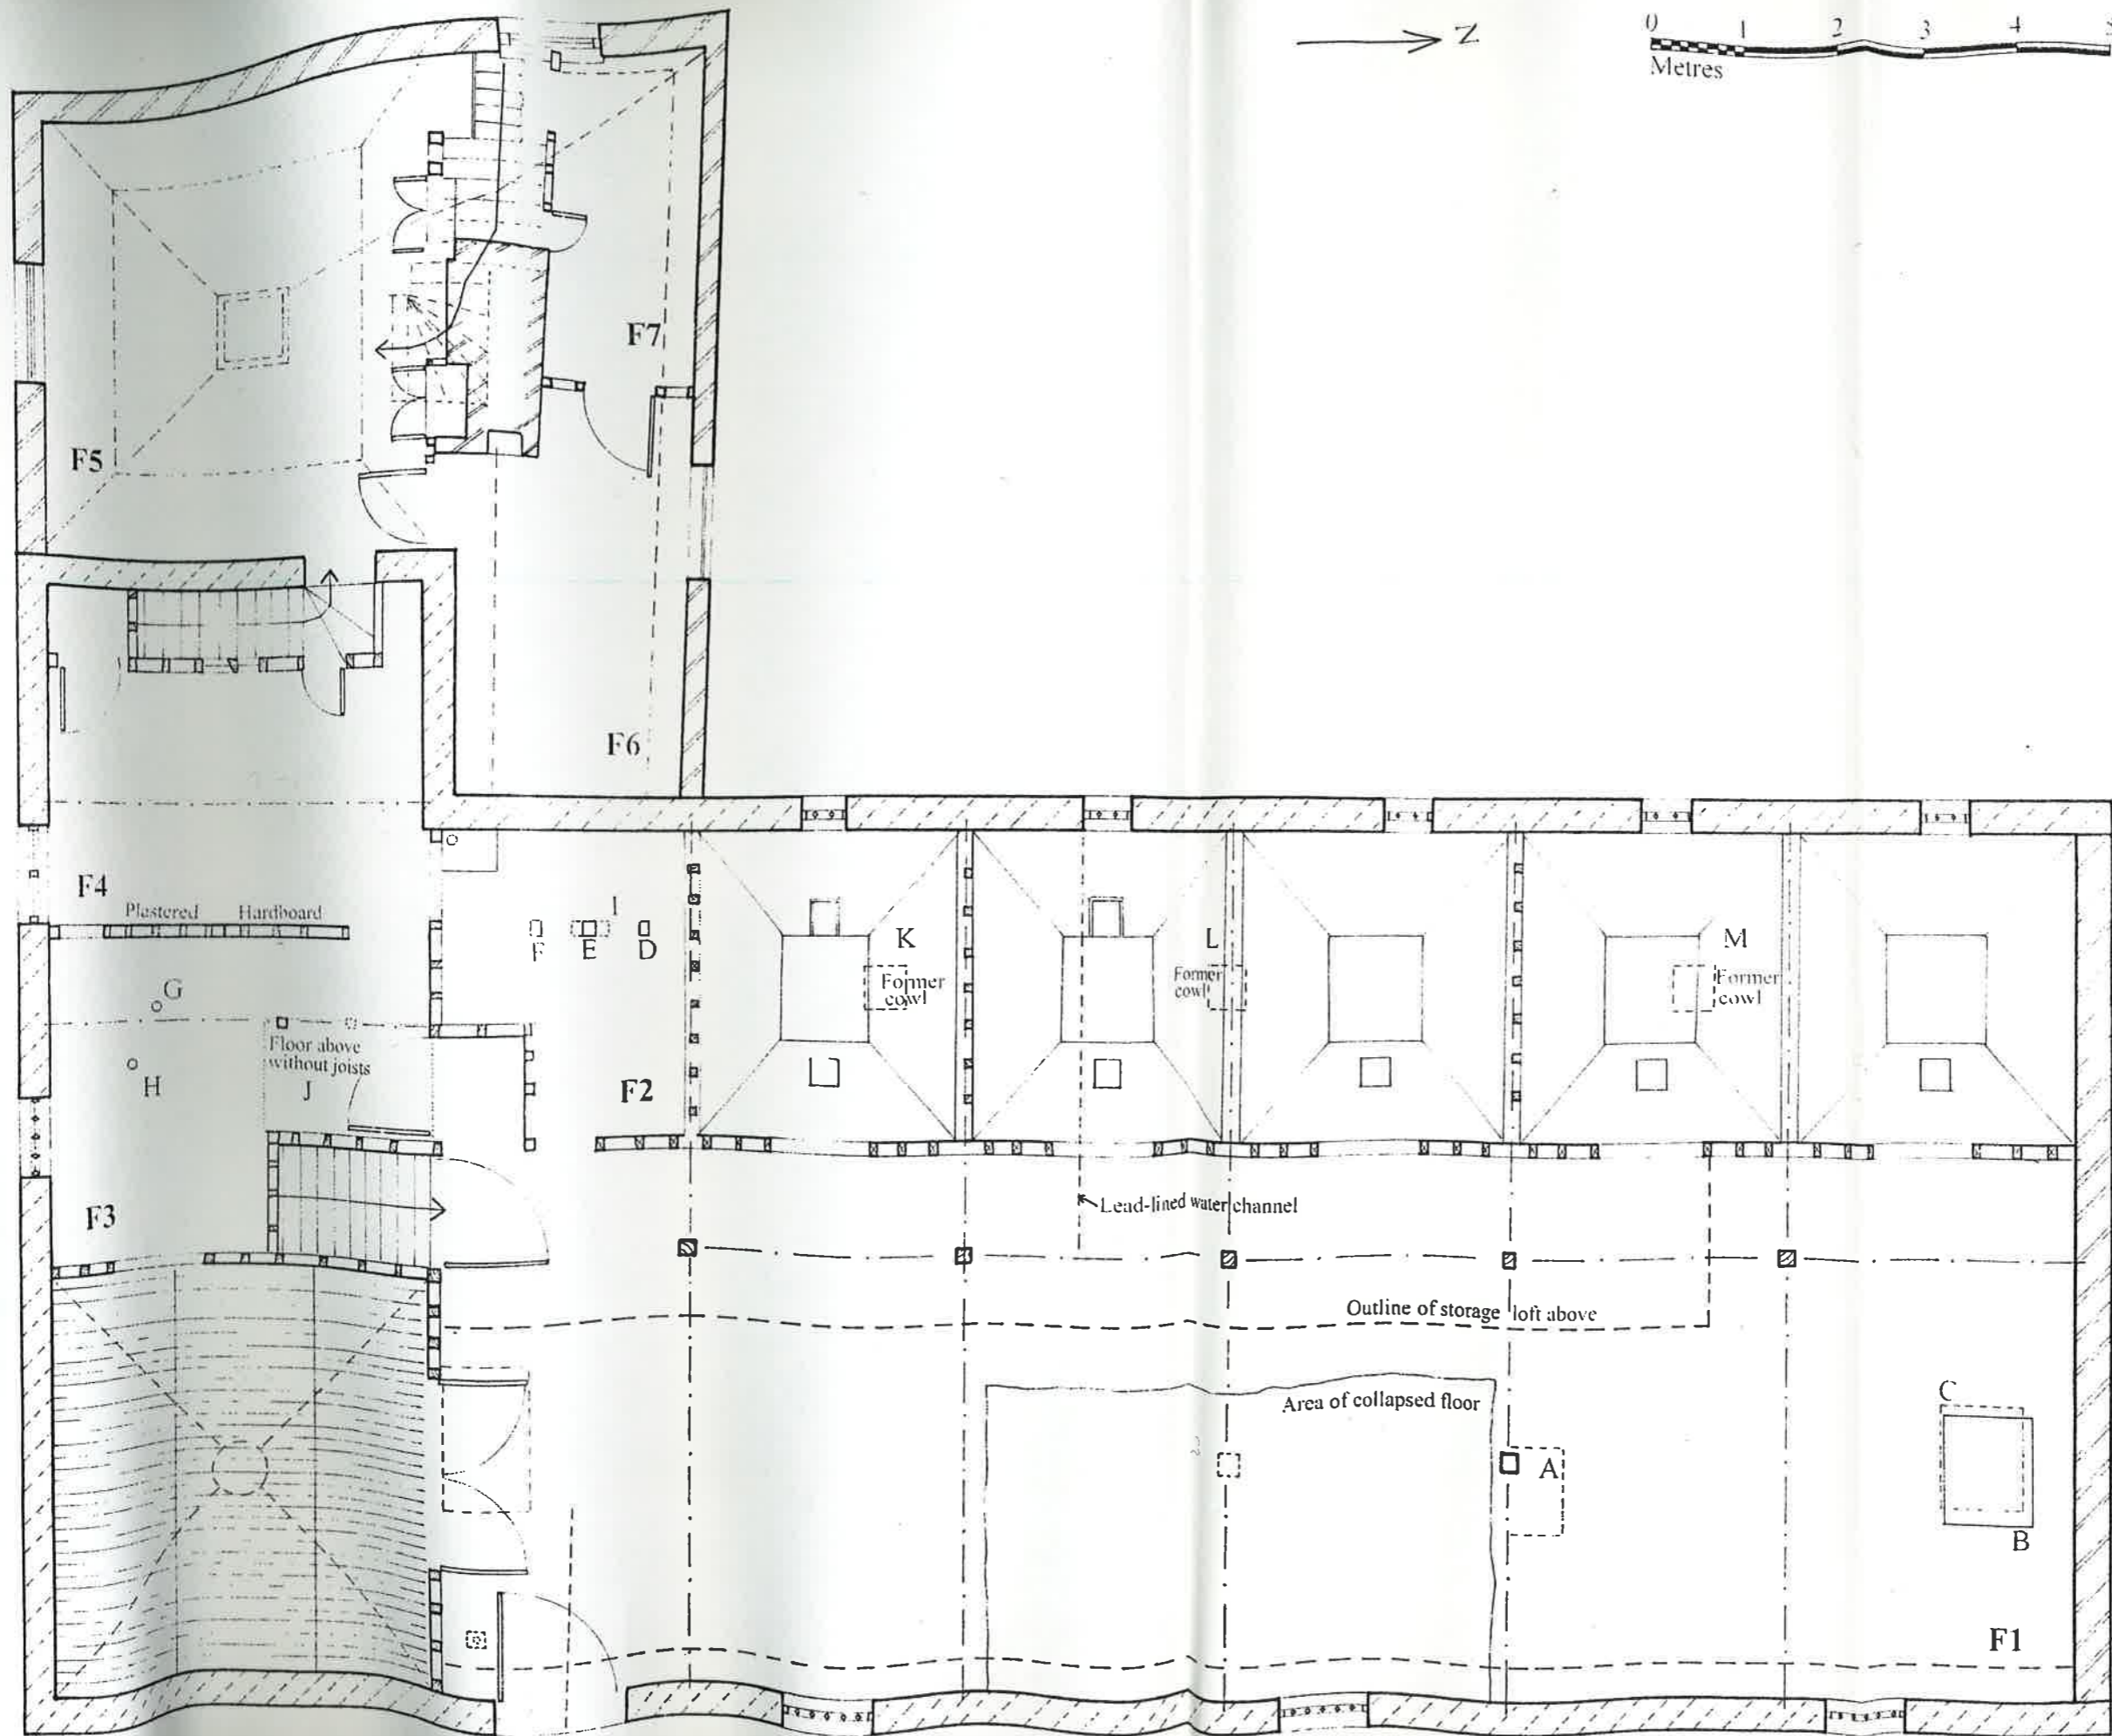 Z
0 1 2 3 4 5
Metres
F7
F5
F6
F4
Plastered Hardboard
G
Floor above
without joists
H
J
F3
I
F E D
F2
K
Former
cowl
L
Former
cowl
M
Former
cowl
Lead-lined water channel
Outline of storage loft above
Area of collapsed floor
A
C
B
F1